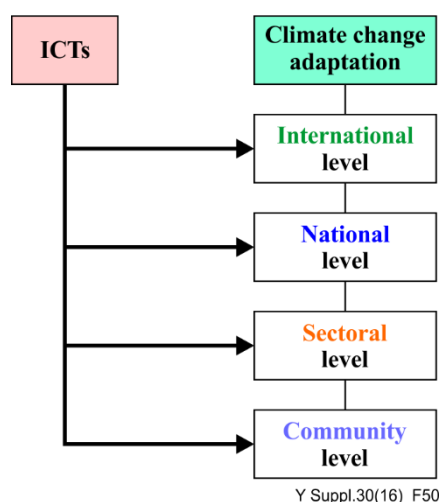 ICTs
Climate change
adaptation
International
level
National
level
Sectoral
level
Community
level
Y Suppl.30(16)_F50